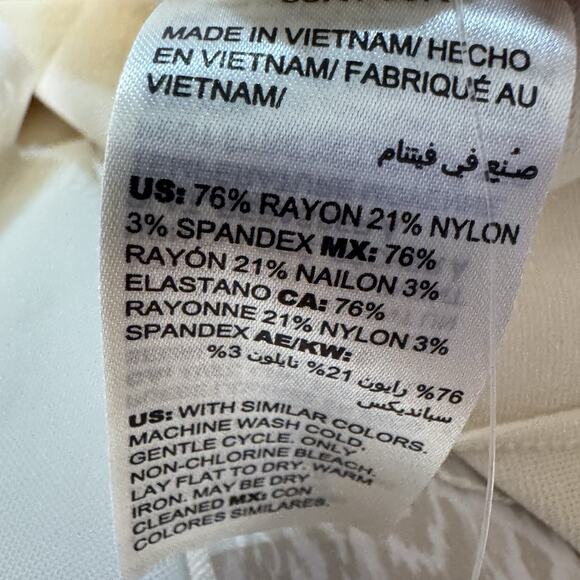 MADE IN VIETNAM/ HECHO
EN VIETNAM/ FABRIQUÉ AU
VIETNAM/
صنع في فيتنام
US: 76% RAYON 21% NYLON
3% SPANDEX MX: 76%
RAYÓN 21% NAILON 3%
ELASTANO CA: 76%
RAYONNE 21% NYLON 3%
SPANDEX AE/KW:
76% رايون 21% نايلون 3%
سبانديكس
US: WITH SIMILAR COLORS.
MACHINE WASH COLD,
GENTLE CYCLE. ONLY
NON-CHLORINE BLEACH.
LAY FLAT TO DRY. WARM
IRON. MAY BE DRY
CLEANED MX: CON
COLORES SIMILARES.